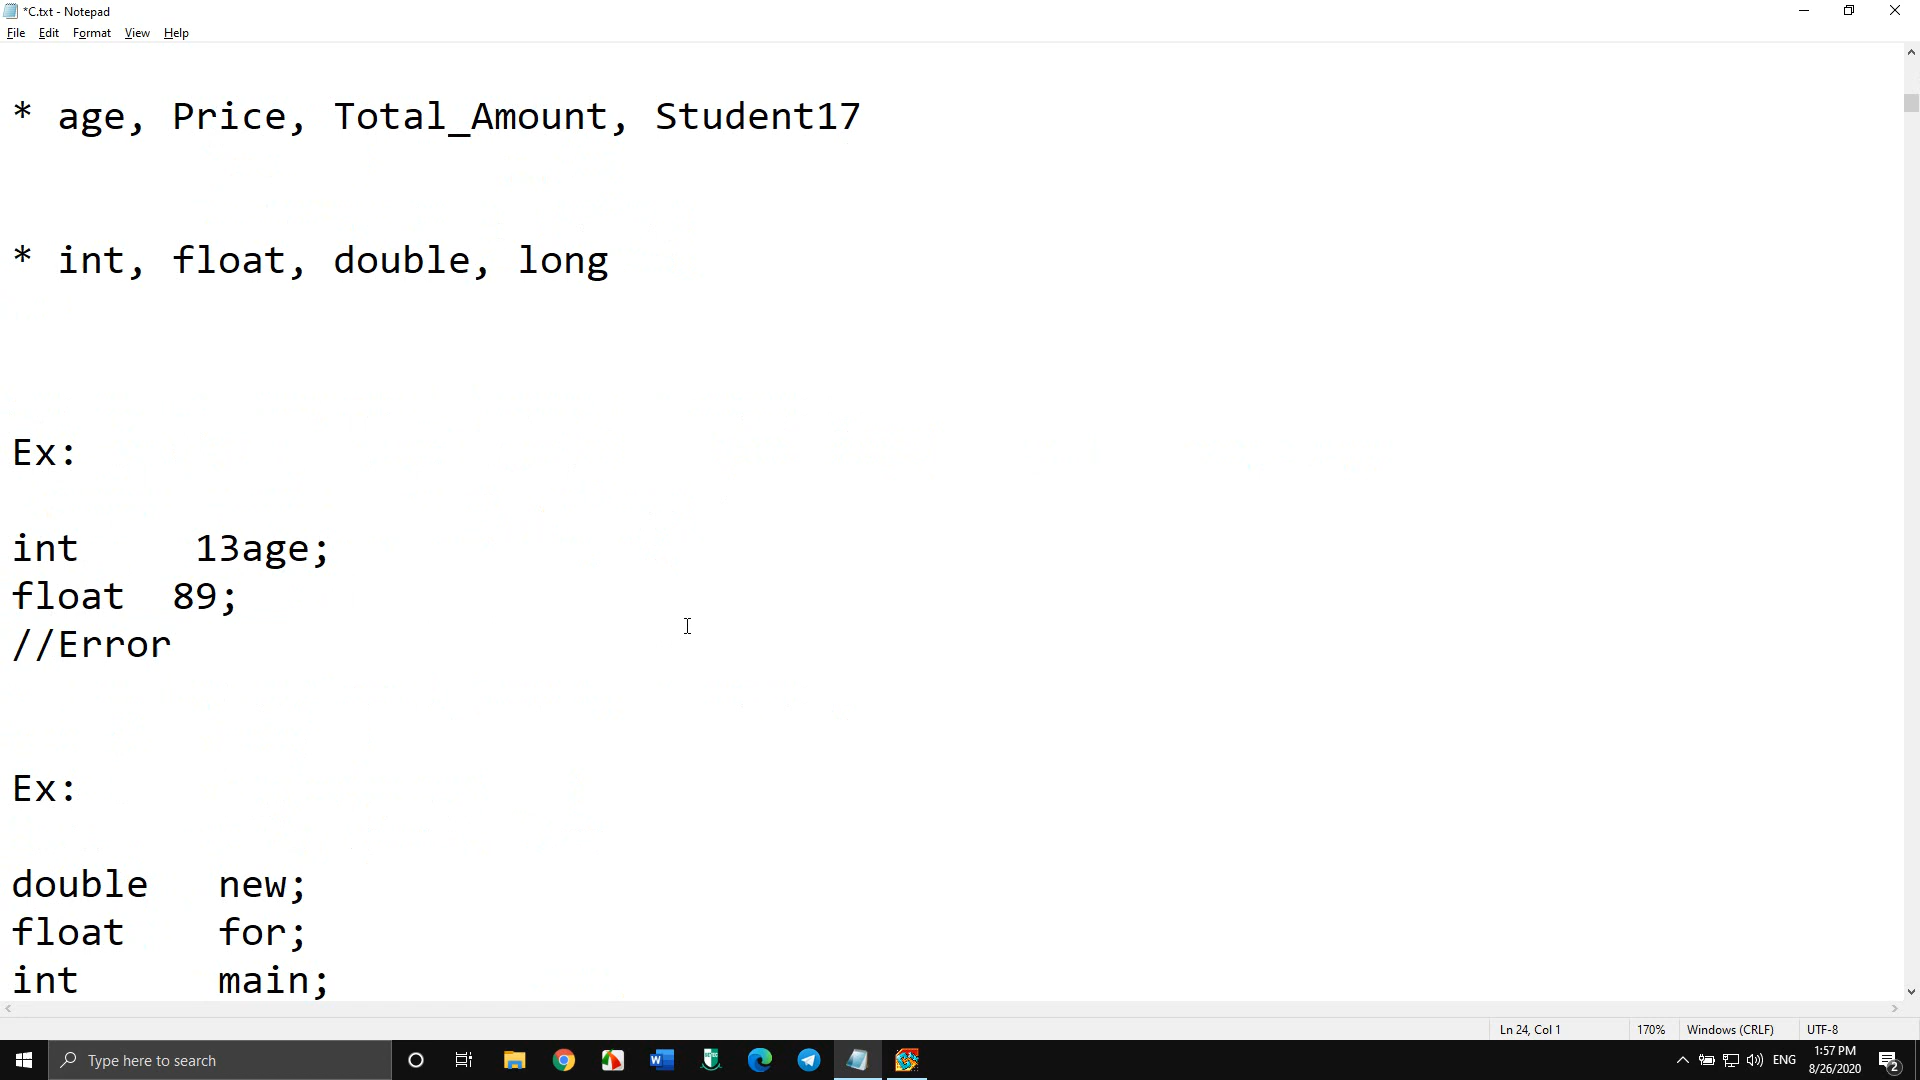 *C.txt - Notepad
File Edit Format View Help
* age, Price, Total_Amount, Student17
* int, float, double, long
Ex:
int     13age;
float  89;
//Error
Ex:
double   new;
float    for;
int      main;
Ln 24, Col 1 170% Windows (CRLF) UTF-8
Type here to search
ENG
1:57 PM
8/26/2020
2